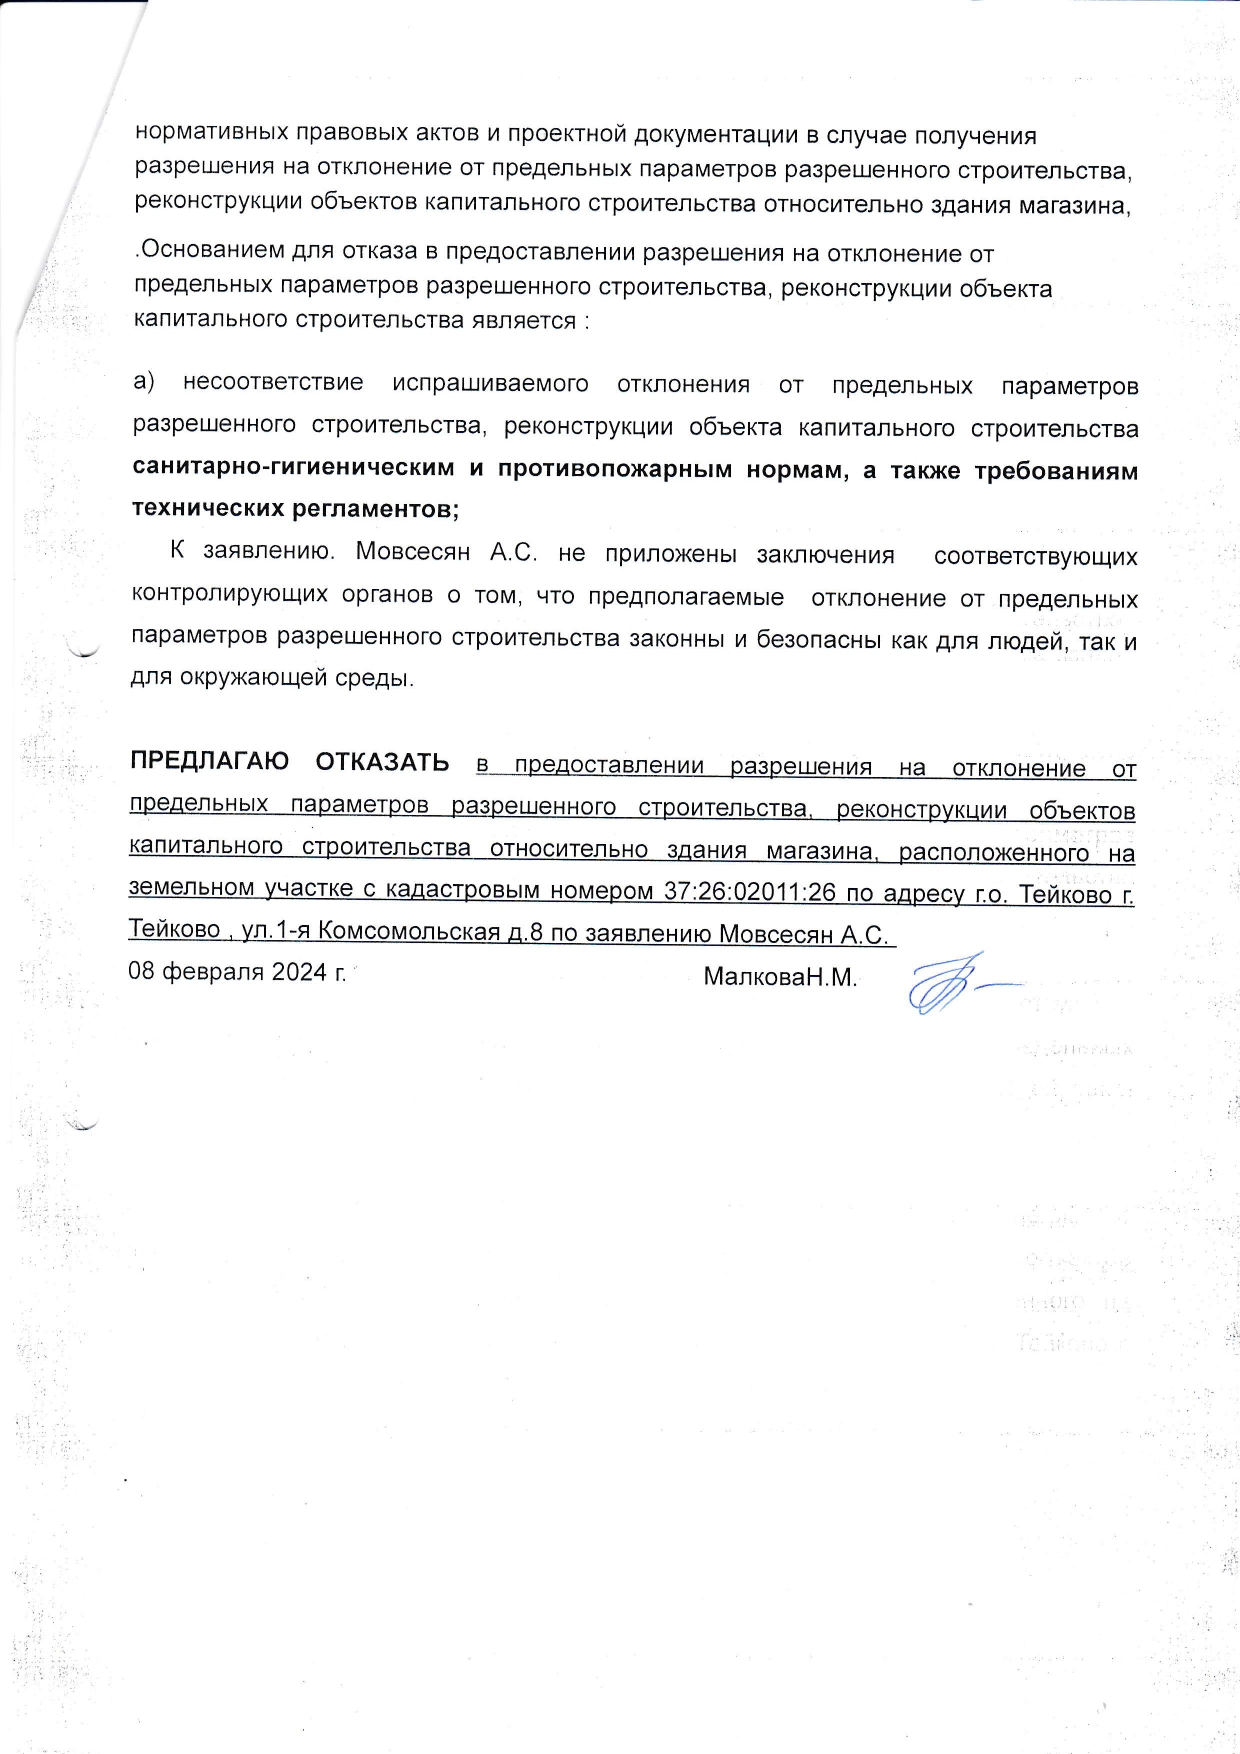 нормативных правовых актов и проектной документации в случае получения
разрешения на отклонение от предельных параметров разрешенного строительства,
реконструкции объектов капитального строительства относительно здания магазина,
.Основанием для отказа в предоставлении разрешения на отклонение от
предельных параметров разрешенного строительства, реконструкции объекта
капитального строительства является :
а) несоответствие испрашиваемого отклонения от предельных параметров
разрешенного строительства, реконструкции объекта капитального строительства
санитарно-гигиеническим и противопожарным нормам, а также требованиям
технических регламентов;
К заявлению. Мовсесян А.С. не приложены заключения соответствующих
контролирующих органов о том, что предполагаемые отклонение от предельных
параметров разрешенного строительства законны и безопасны как для людей, так и
для окружающей среды.
ПРЕДЛАГАЮ ОТКАЗАТЬ в предоставлении разрешения на отклонение от
предельных параметров разрешенного строительства, реконструкции объектов
капитального строительства относительно здания магазина, расположенного на
земельном участке с кадастровым номером 37:26:02011:26 по адресу г.о. Тейково г.
Тейково , ул.1-я Комсомольская д.8 по заявлению Мовсесян А.С.
08 февраля 2024 г. МалковаН.М.